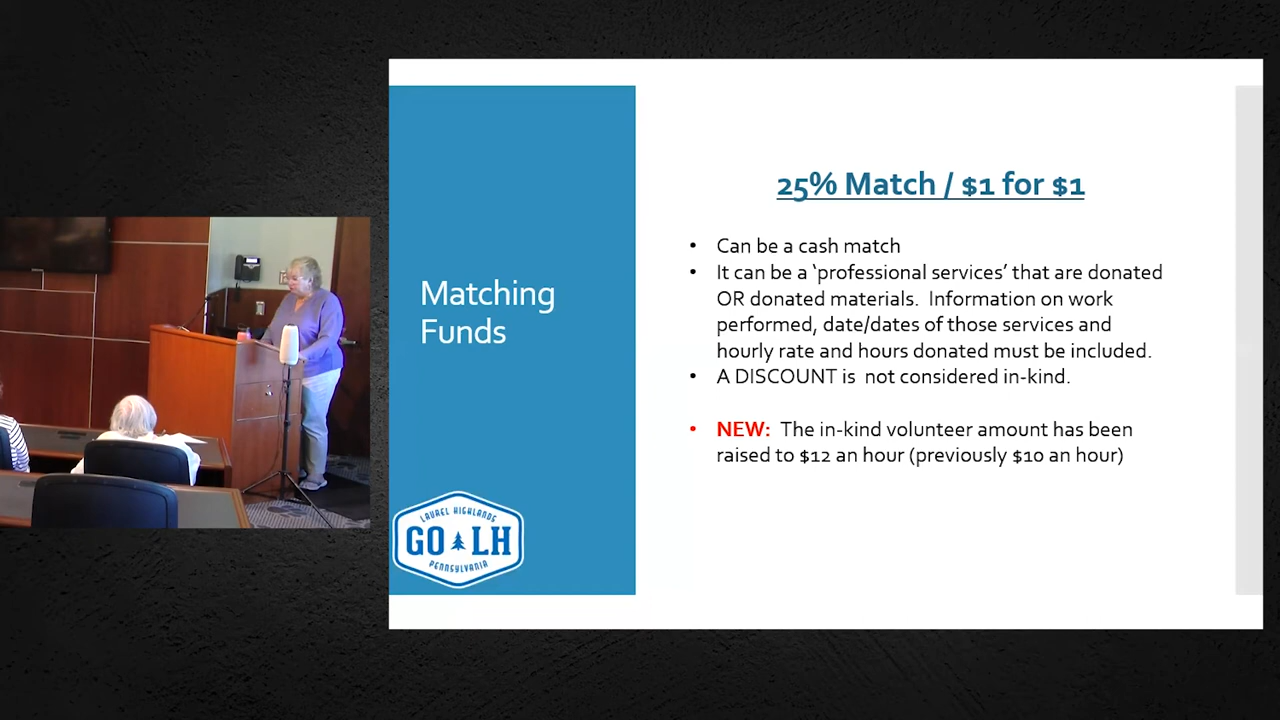 25% Match / $1 for $1
Matching
Funds
• Can be a cash match
• It can be a ‘professional services’ that are donated
OR donated materials.  Information on work
performed, date/dates of those services and
hourly rate and hours donated must be included.
• A DISCOUNT is  not considered in-kind.
• NEW:  The in-kind volunteer amount has been
raised to $12 an hour (previously $10 an hour)
LAUREL HIGHLANDS
GO LH
PENNSYLVANIA